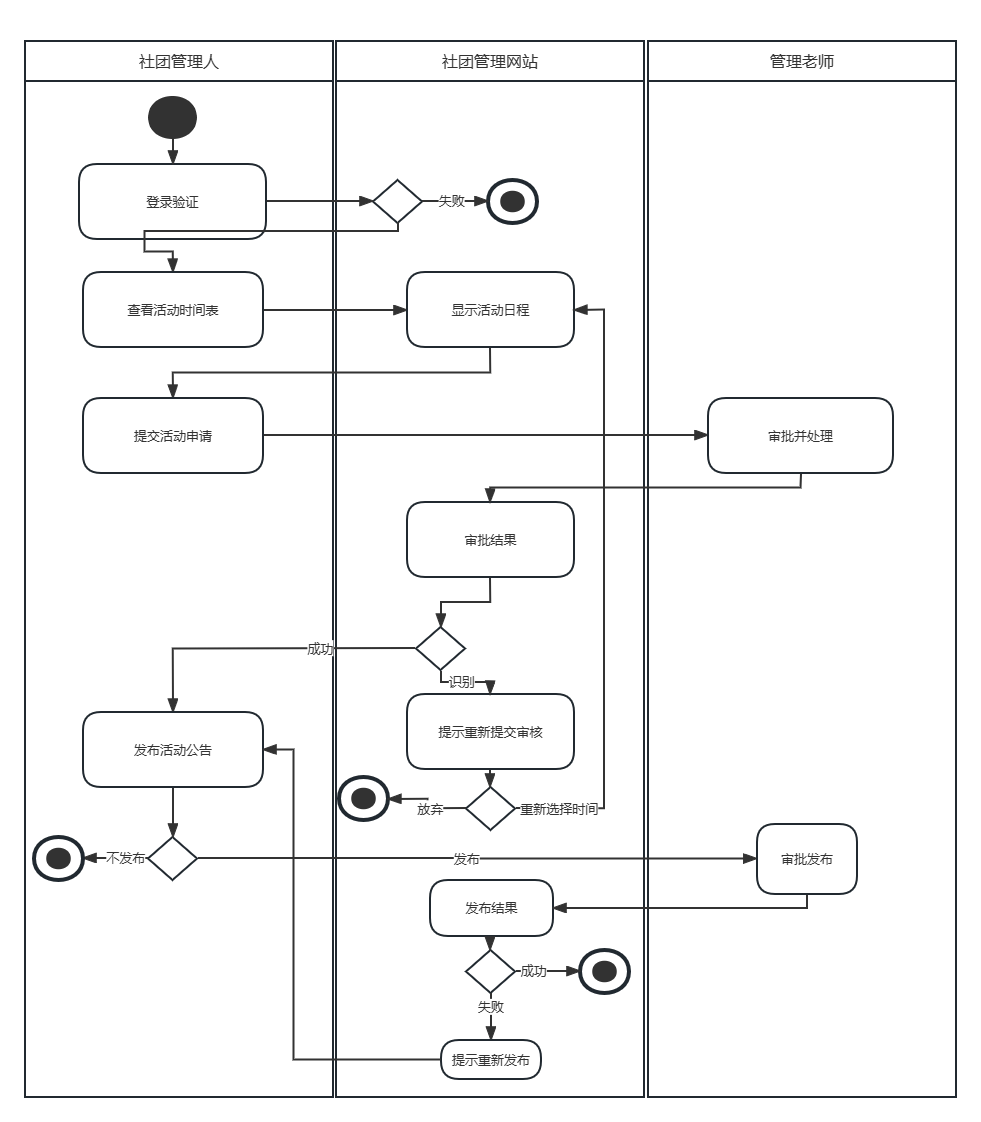 社团管理人
社团管理网站
管理老师
登录验证
失败
查看活动时间表
显示活动日程
提交活动申请
审批并处理
审批结果
成功
识别
提示重新提交审核
发布活动公告
放弃
重新选择时间
不发布
发布
审批发布
发布结果
成功
失败
提示重新发布